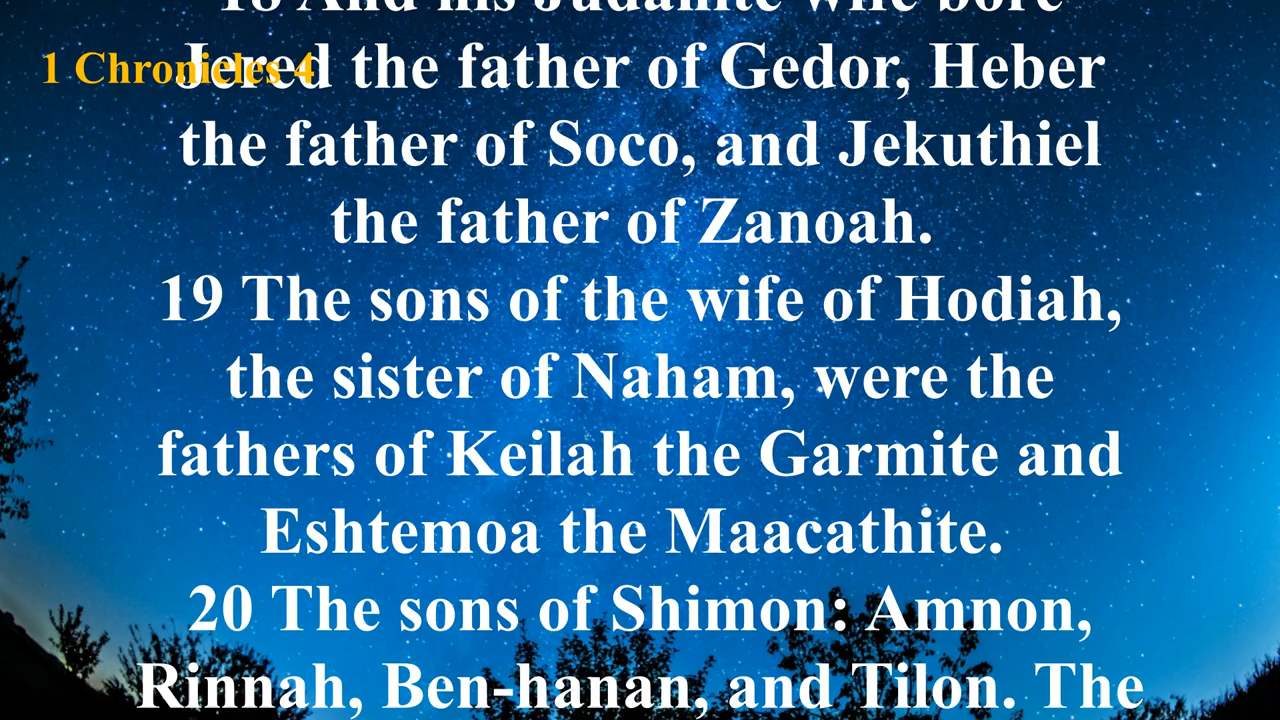 18 And his Judahite wife bore
1 Chronicles 4
Jered the father of Gedor, Heber
the father of Soco, and Jekuthiel
the father of Zanoah.
19 The sons of the wife of Hodiah,
the sister of Naham, were the
fathers of Keilah the Garmite and
Eshtemoa the Maacathite.
20 The sons of Shimon: Amnon,
Rinnah, Ben-hanan, and Tilon. The